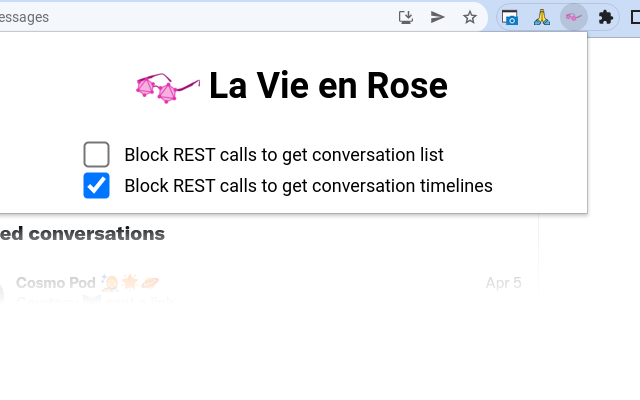 essages
La Vie en Rose
Block REST calls to get conversation list
Block REST calls to get conversation timelines
ed conversations
Cosmo Pod
Apr 5